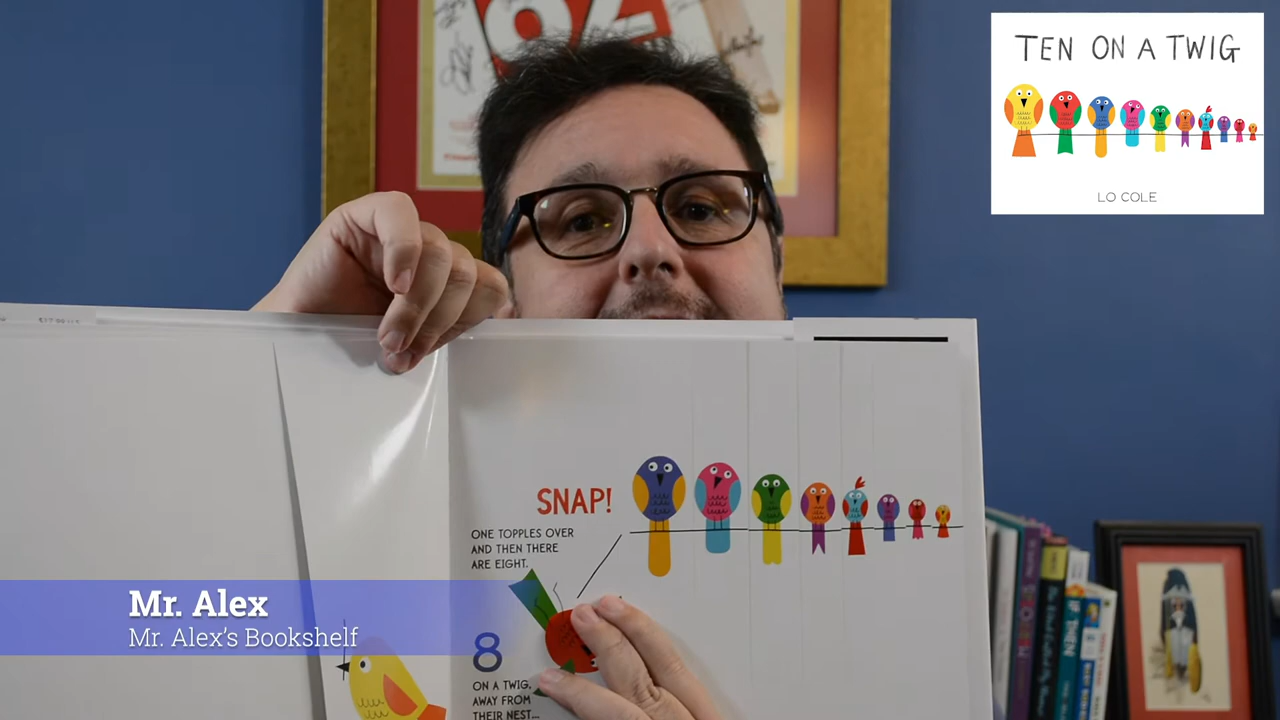 TEN ON A TWIG
LO COLE
SNAP!
ONE TOPPLES OVER
AND THEN THERE
ARE EIGHT.
8
ON A TWIG,
AWAY FROM
THEIR NEST...
Mr. Alex
Mr. Alex's Bookshelf